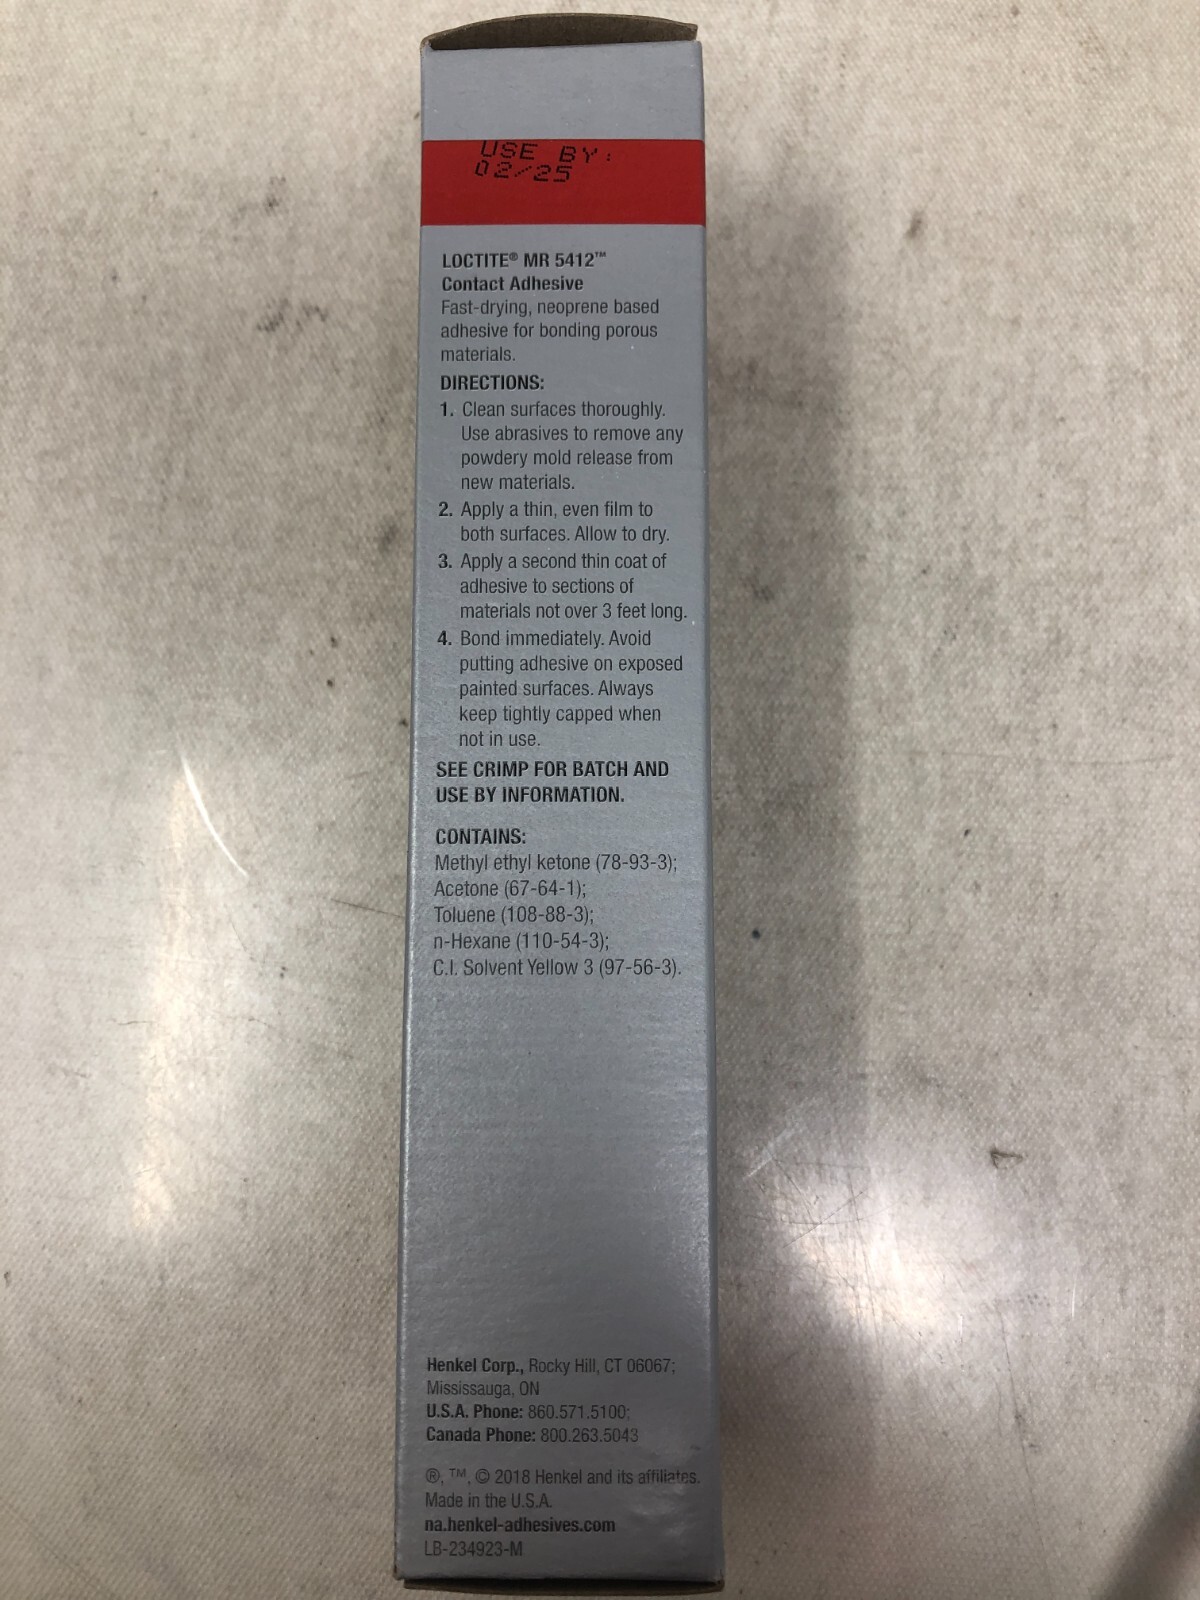 USE BY:
02/25
LOCTITE® MR 5412™
Contact Adhesive
Fast-drying, neoprene based
adhesive for bonding porous
materials.
DIRECTIONS:
1. Clean surfaces thoroughly.
Use abrasives to remove any
powdery mold release from
new materials.
2. Apply a thin, even film to
both surfaces. Allow to dry.
3. Apply a second thin coat of
adhesive to sections of
materials not over 3 feet long.
4. Bond immediately. Avoid
putting adhesive on exposed
painted surfaces. Always
keep tightly capped when
not in use.
SEE CRIMP FOR BATCH AND
USE BY INFORMATION.
CONTAINS:
Methyl ethyl ketone (78-93-3);
Acetone (67-64-1);
Toluene (108-88-3);
n-Hexane (110-54-3);
C.I. Solvent Yellow 3 (97-56-3).
Henkel Corp., Rocky Hill, CT 06067;
Mississauga, ON
U.S.A. Phone: 860.571.5100;
Canada Phone: 800.263.5043
®, ™, © 2018 Henkel and its affiliates.
Made in the U.S.A.
na.henkel-adhesives.com
LB-234923-M